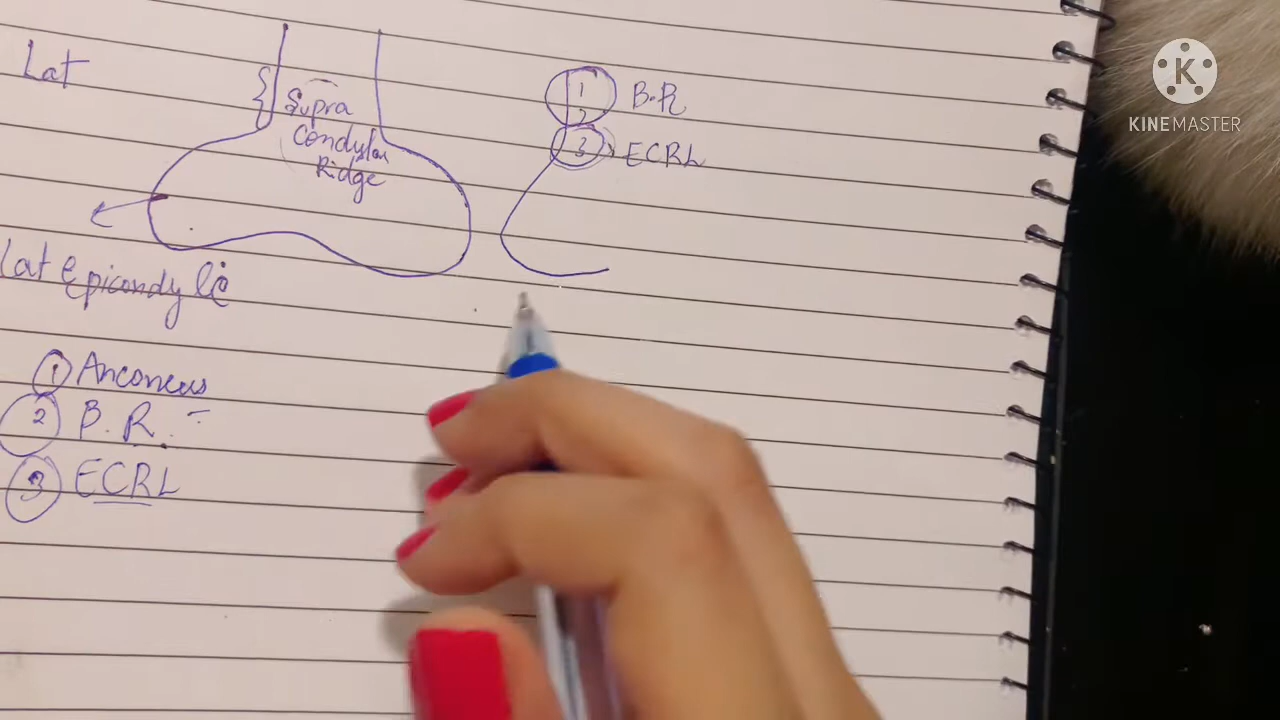 Lat
Supra
Condylar
Ridge
1 B.R
2
3 ECRL
Lat Epicondyle
1 Anconeus
2 B. R. -
3 ECRL
KINEMASTER